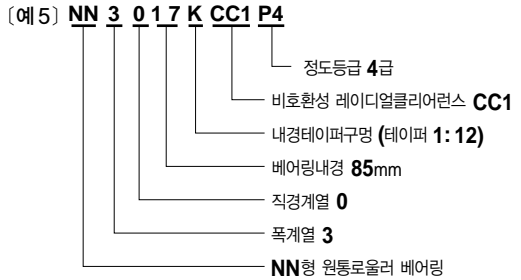 〔예 5〕 NN 3 0 1 7 K CC1 P4
정도등급 4급
비호환성 레이디얼클리어런스 CC1
내경테이퍼구멍 (테이퍼 1:12)
베어링내경 85mm
직경계열 0
폭계열 3
NN형 원통로울러 베어링